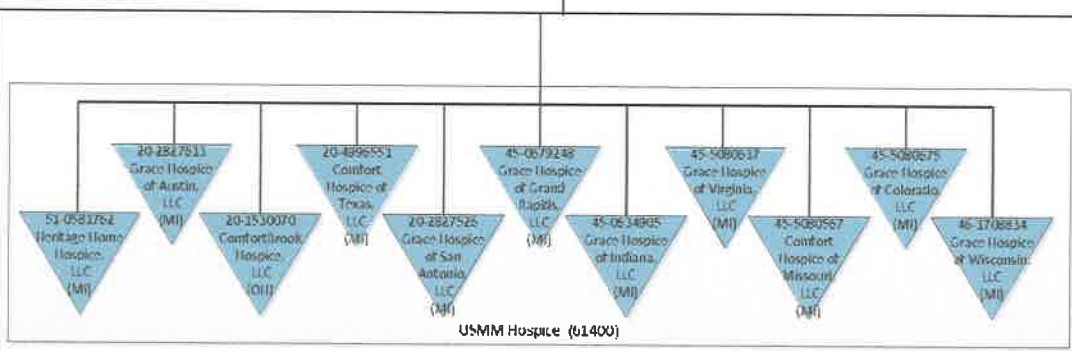 20-2827511
Grace Hospice
of Austin,
LLC
(MI)
20-4996551
Comfort
Hospice of
Texas,
LLC
(MI)
45-0679248
Grace Hospice
of Grand
Rapids,
LLC
(MI)
45-5080637
Grace Hospice
of Virginia,
LLC
(MI)
45-5080675
Grace Hospice
of Colorado,
LLC
(MI)
51-0581762
Heritage Home
Hospice,
LLC
(MI)
20-1530070
ComfortBrook
Hospice,
LLC
(OH)
20-2827526
Grace Hospice
of San
Antonio,
LLC
(MI)
45-0634905
Grace Hospice
of Indiana,
LLC
(MI)
45-5080567
Comfort
Hospice of
Missouri,
LLC
(MI)
46-1708834
Grace Hospice
of Wisconsin,
LLC
(MI)
USMM Hospice (61400)